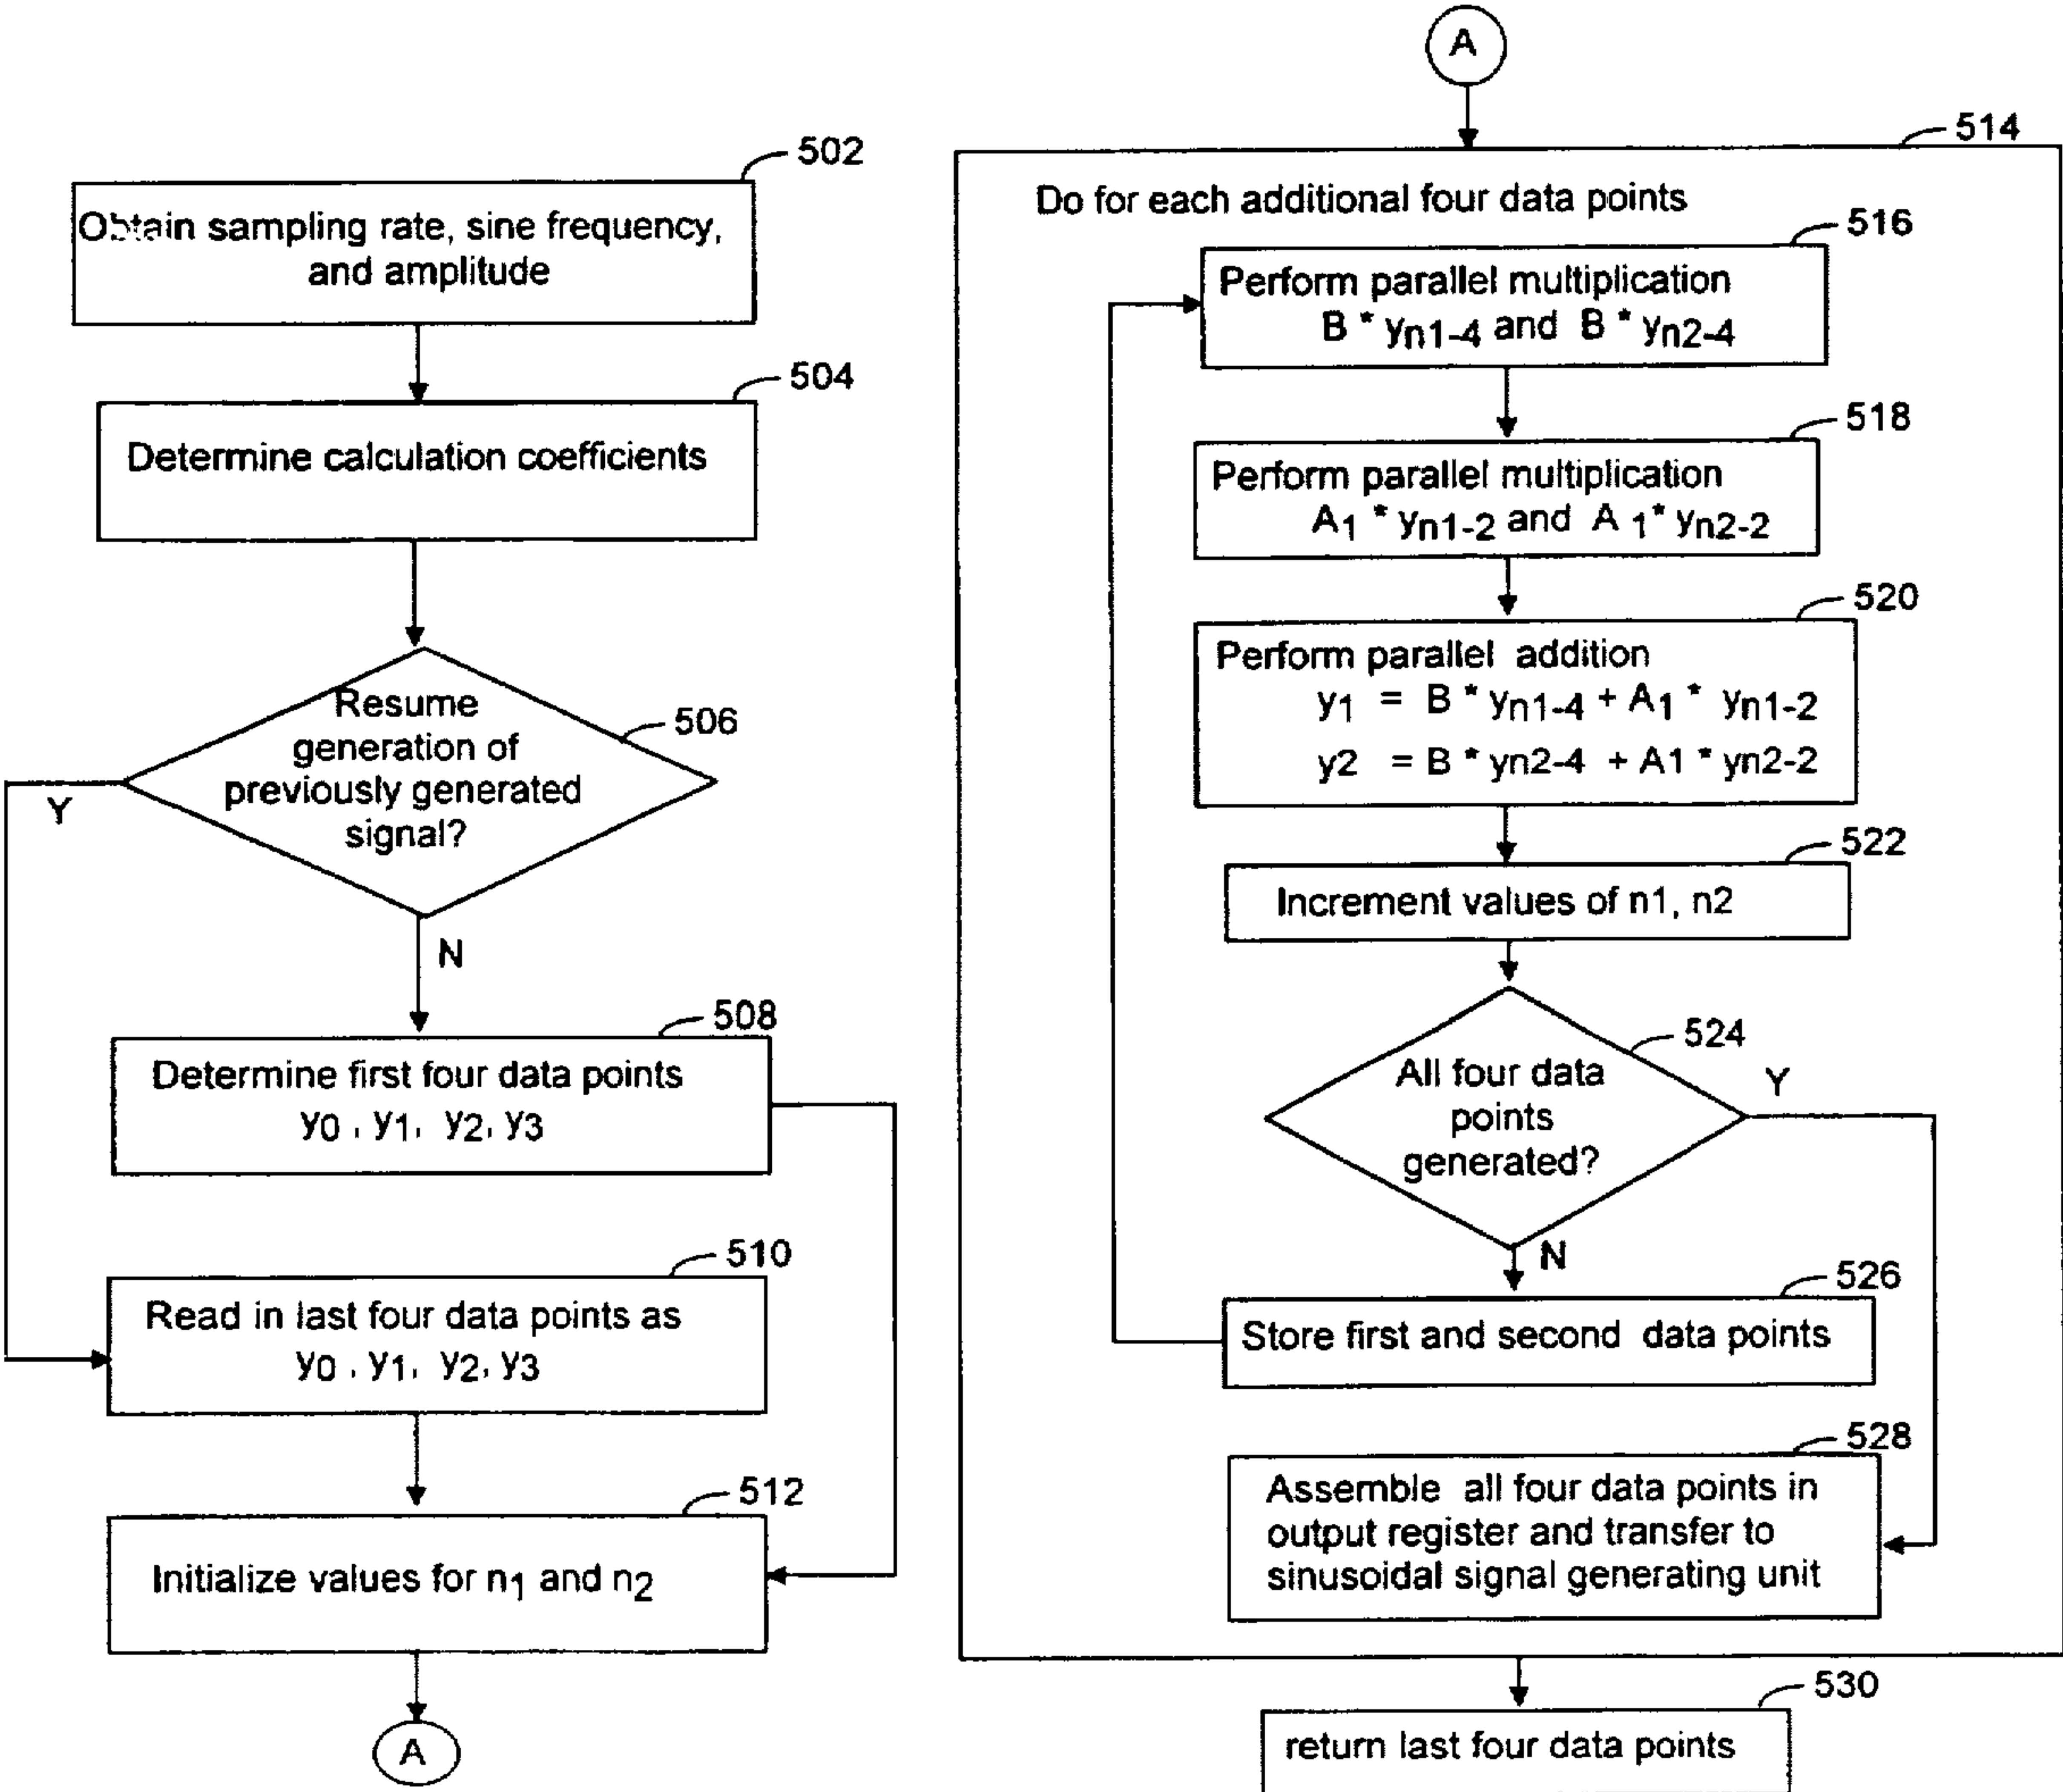 502
Obtain sampling rate, sine frequency,
and amplitude
504
Determine calculation coefficients
506
Resume
generation of
previously generated
signal?
Y
N
508
Determine first four data points
y0 , y1, y2, y3
510
Read in last four data points as
y0 , y1, y2, y3
512
Initialize values for n1 and n2
A
A
514
Do for each additional four data points
516
Perform parallel multiplication
B * yn1-4 and B * yn2-4
518
Perform parallel multiplication
A1 * yn1-2 and A1* yn2-2
520
Perform parallel addition
y1 = B * yn1-4 + A1 * yn1-2
y2 = B * yn2-4 + A1 * yn2-2
522
Increment values of n1, n2
524
All four data
points
generated?
Y
N
526
Store first and second data points
528
Assemble all four data points in
output register and transfer to
sinusoidal signal generating unit
530
return last four data points